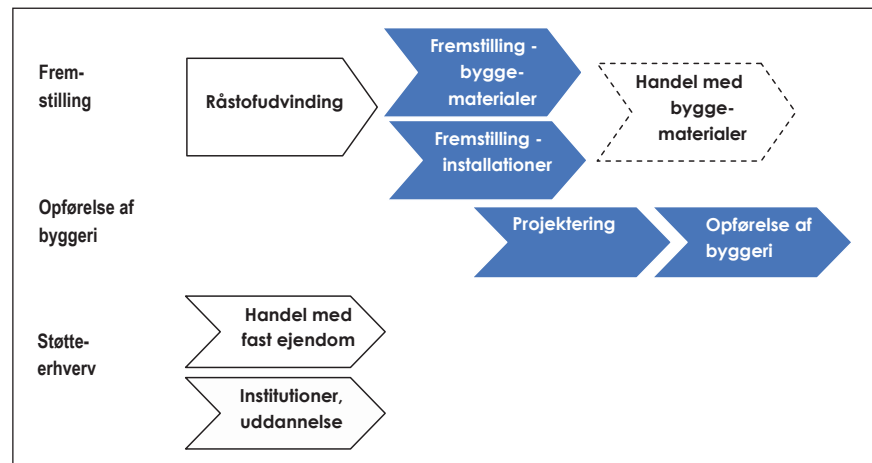 Frem-
stilling
Råstofudvinding
Fremstilling -
bygge-
materialer
Fremstilling -
installationer
Handel med
bygge-
materialer
Opførelse af
byggeri
Projektering
Opførelse af
byggeri
Støtte-
erhverv
Handel med
fast ejendom
Institutioner,
uddannelse